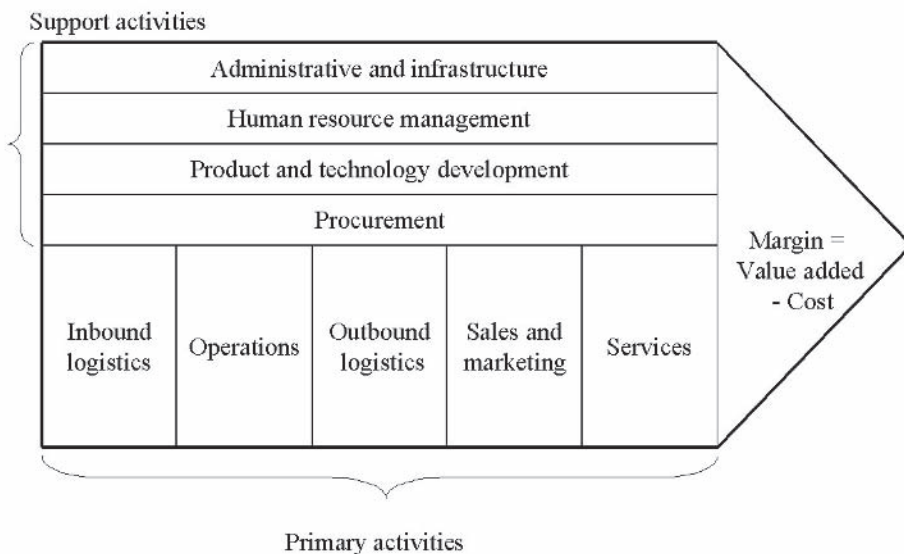 Support activities
Administrative and infrastructure
Human resource management
Product and technology development
Procurement
Inbound
logistics
Operations
Outbound
logistics
Sales and
marketing
Services
Margin =
Value added
- Cost
Primary activities